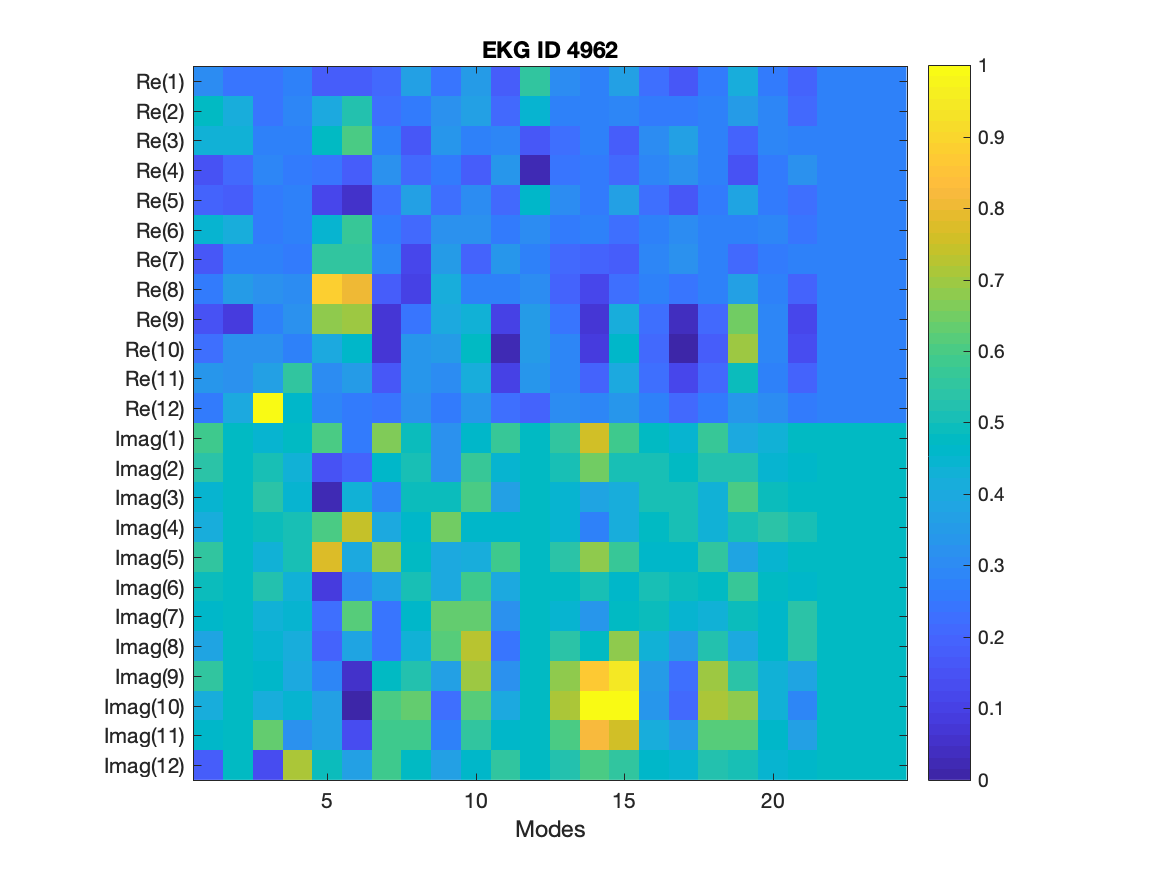 EKG ID 4962
Re(1)
Re(2)
Re(3)
Re(4)
Re(5)
Re(6)
Re(7)
Re(8)
Re(9)
Re(10)
Re(11)
Re(12)
Imag(1)
Imag(2)
Imag(3)
Imag(4)
Imag(5)
Imag(6)
Imag(7)
Imag(8)
Imag(9)
Imag(10)
Imag(11)
Imag(12)
5 10 15 20
Modes
1
0.9
0.8
0.7
0.6
0.5
0.4
0.3
0.2
0.1
0